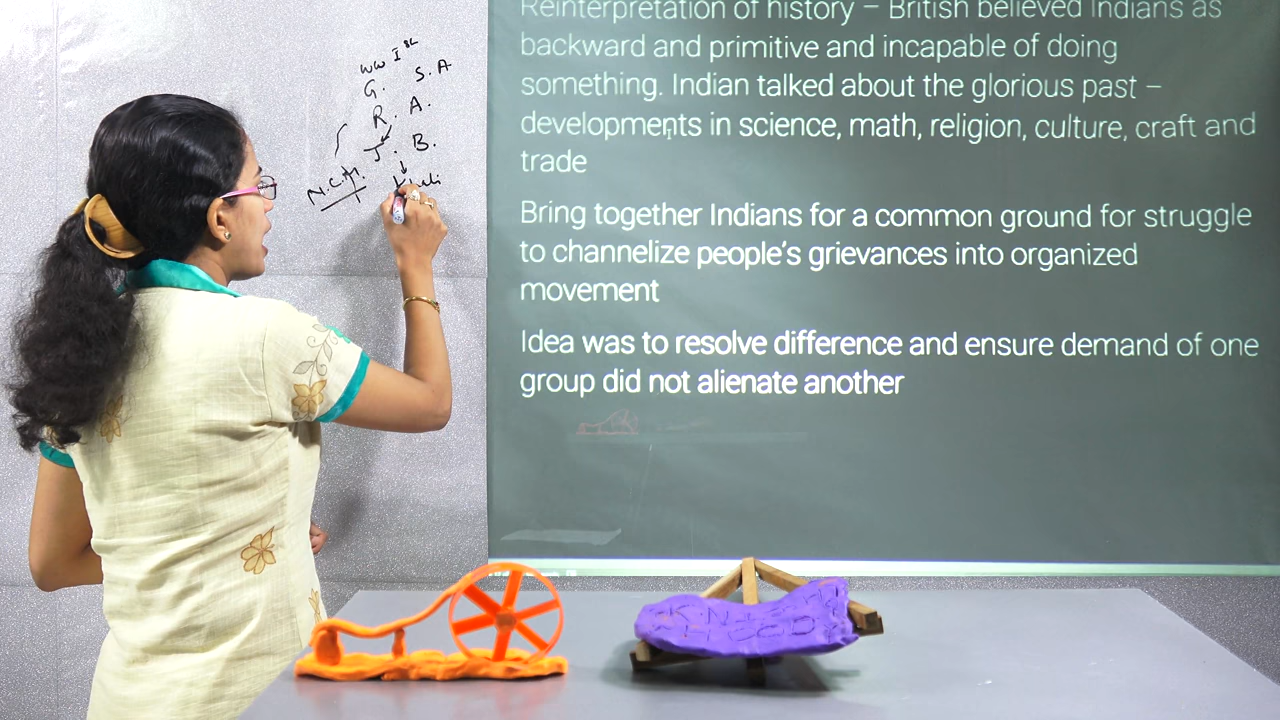 WW I
G. S.A
R. A.
J. B.
N.C.M.
Reinterpretation of history – British believed Indians as
backward and primitive and incapable of doing
something. Indian talked about the glorious past –
developments in science, math, religion, culture, craft and
trade
Bring together Indians for a common ground for struggle
to channelize people's grievances into organized
movement
Idea was to resolve difference and ensure demand of one
group did not alienate another